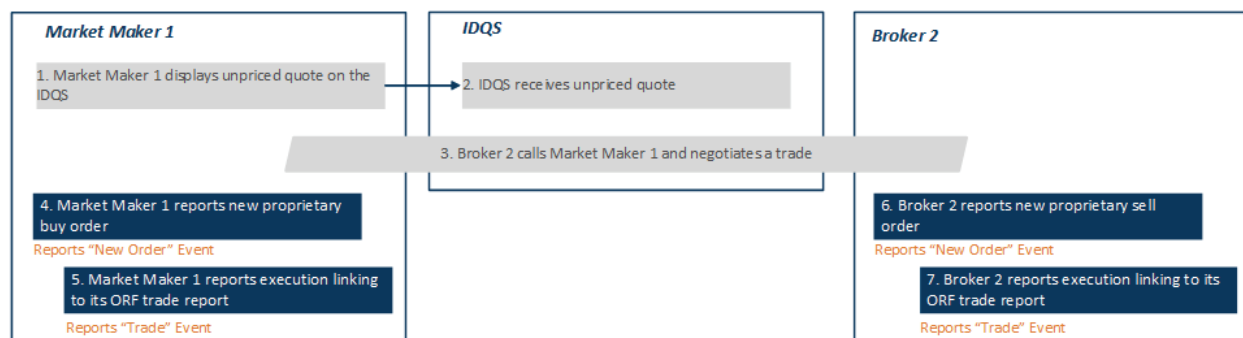 Market Maker 1
IDQS
Broker 2
1. Market Maker 1 displays unpriced quote on the
IDQS
2. IDQS receives unpriced quote
3. Broker 2 calls Market Maker 1 and negotiates a trade
4. Market Maker 1 reports new proprietary
buy order
Reports “New Order” Event
5. Market Maker 1 reports execution linking
to its ORF trade report
Reports “Trade” Event
6. Broker 2 reports new proprietary sell
order
Reports “New Order” Event
7. Broker 2 reports execution linking to its
ORF trade report
Reports “Trade” Event